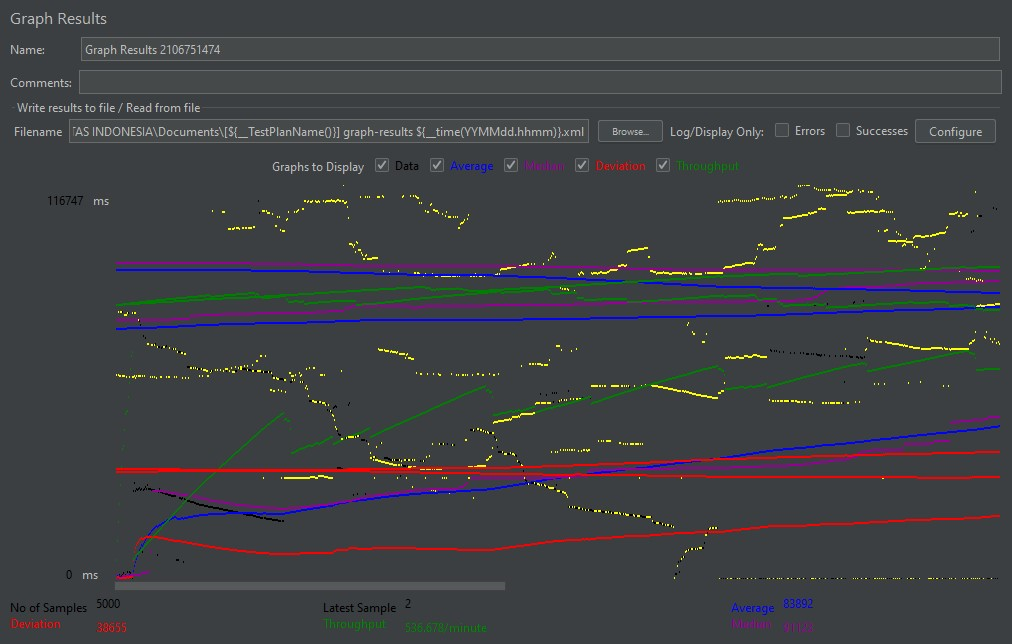 Graph Results
Name: Graph Results 2106751474
Comments:
Write results to file / Read from file
Filename TAS INDONESIA\Documents\[${__TestPlanName()}] graph-results ${__time(YYMMdd.hhmm)}.xml Browse... Log/Display Only: Errors Successes Configure
Graphs to Display Data Average Median Deviation Throughput
116747 ms
0 ms
No of Samples 5000 Latest Sample 2 Average 83892
Deviation 38655 Throughput 536.678/minute Median